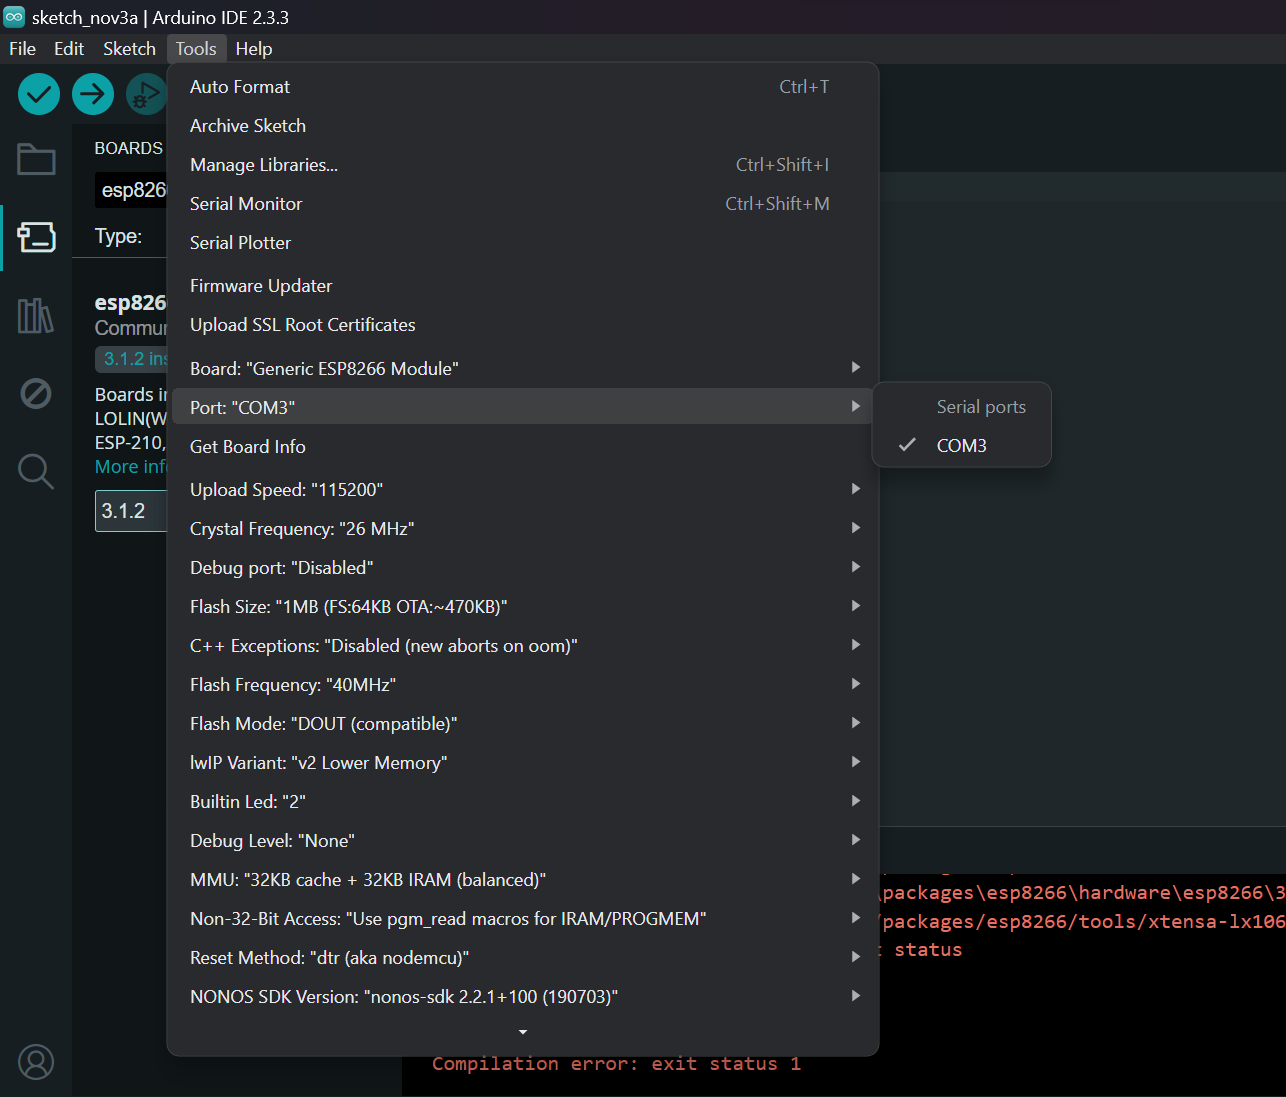 sketch_nov3a | Arduino IDE 2.3.3
File Edit Sketch Tools Help
BOARDS
esp826
Type:
esp826
Commu
3.1.2 ins
Boards i
LOLIN(W
ESP-210,
More inf
3.1.2
Auto Format Ctrl+T
Archive Sketch
Manage Libraries... Ctrl+Shift+I
Serial Monitor Ctrl+Shift+M
Serial Plotter
Firmware Updater
Upload SSL Root Certificates
Board: "Generic ESP8266 Module"
Port: "COM3"
Get Board Info
Upload Speed: "115200"
Crystal Frequency: "26 MHz"
Debug port: "Disabled"
Flash Size: "1MB (FS:64KB OTA:~470KB)"
C++ Exceptions: "Disabled (new aborts on oom)"
Flash Frequency: "40MHz"
Flash Mode: "DOUT (compatible)"
lwIP Variant: "v2 Lower Memory"
Builtin Led: "2"
Debug Level: "None"
MMU: "32KB cache + 32KB IRAM (balanced)"
Non-32-Bit Access: "Use pgm_read macros for IRAM/PROGMEM"
Reset Method: "dtr (aka nodemcu)"
NONOS SDK Version: "nonos-sdk 2.2.1+100 (190703)"
Serial ports
COM3
\packages\esp8266\hardware\esp8266\3
/packages/esp8266/tools/xtensa-lx106
status
Compilation error: exit status 1